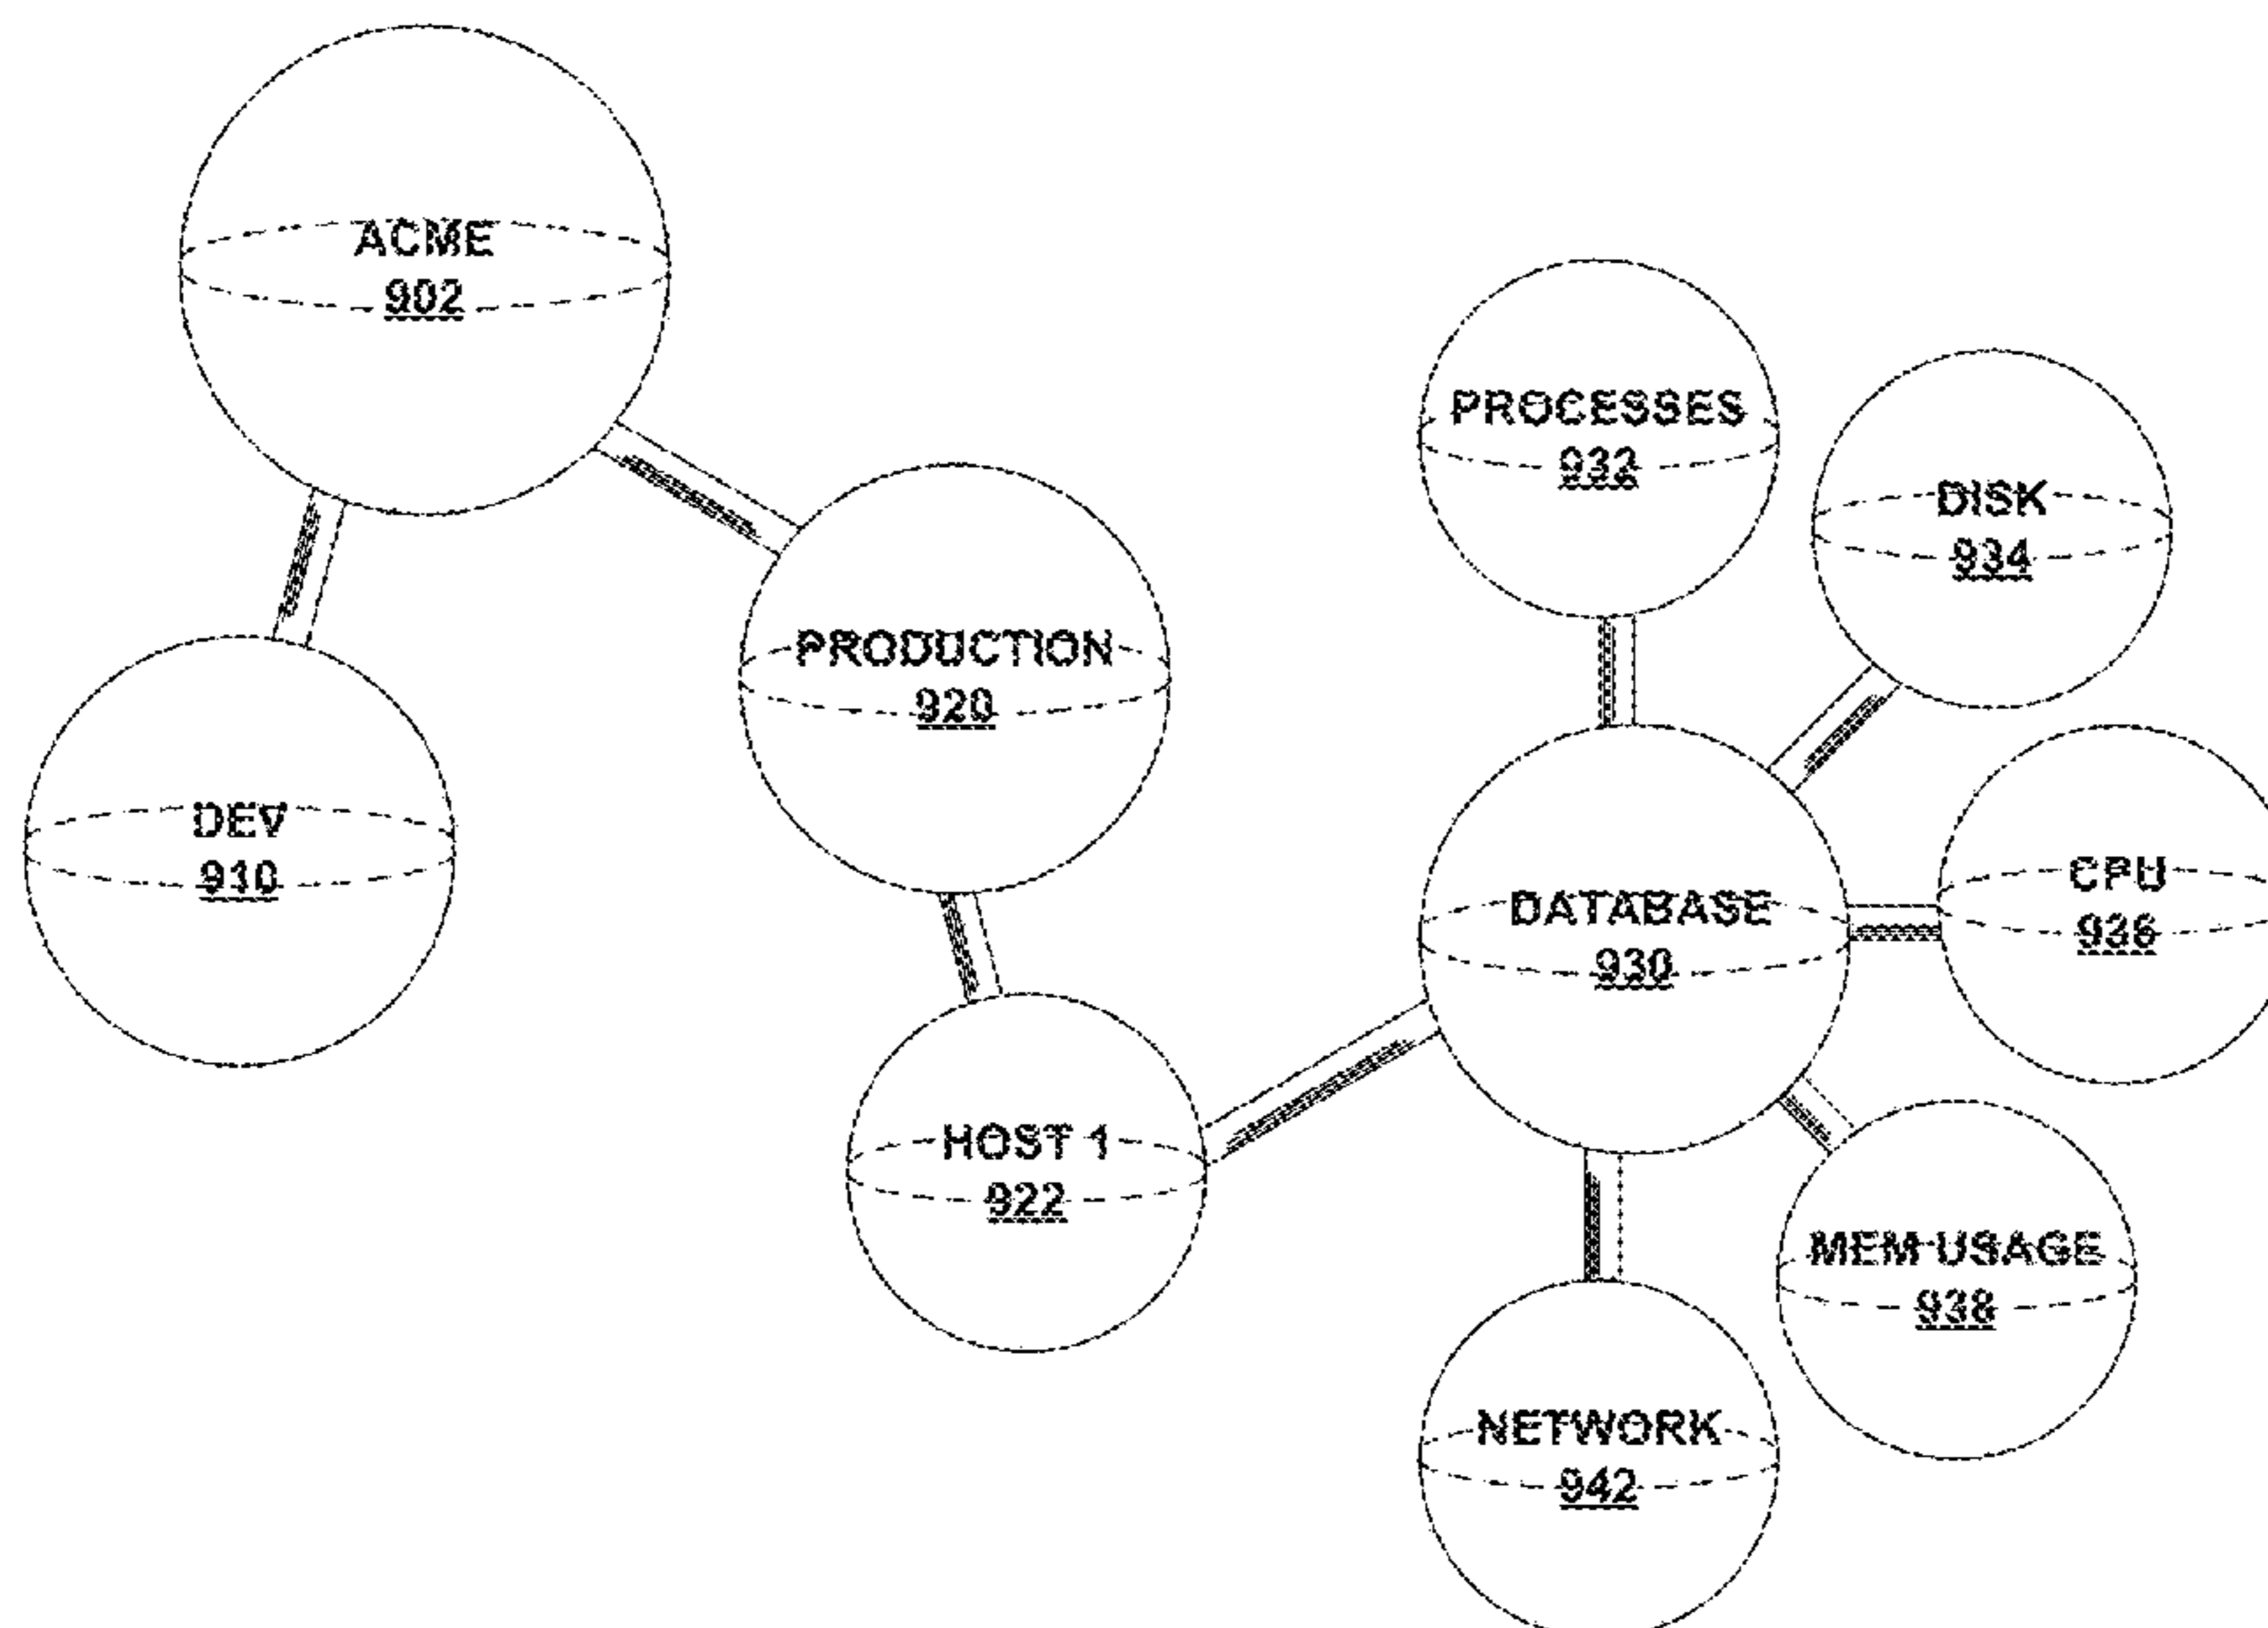 ACME
902
PROCESSES
932
DISK
934
PRODUCTION
920
DEV
910
CPU
936
DATABASE
930
HOST 1
922
MEM USAGE
938
NETWORK
942